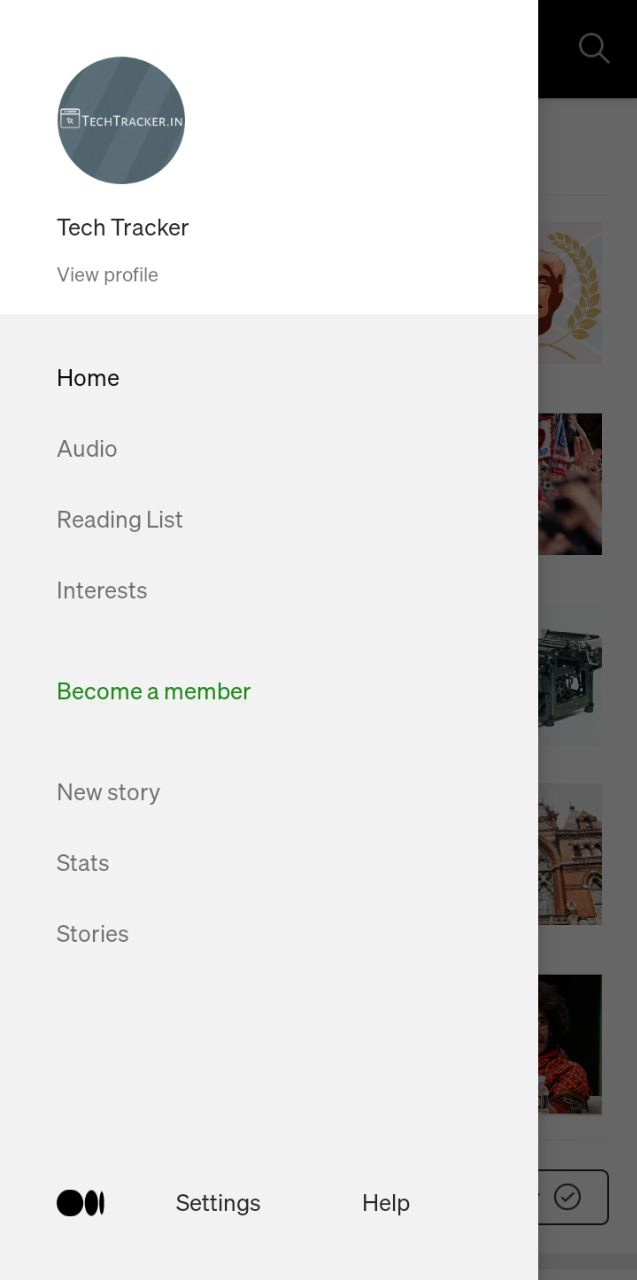 TECHTRACKER.IN
Tech Tracker
View profile
Home
Audio
Reading List
Interests
Become a member
New story
Stats
Stories
Settings
Help